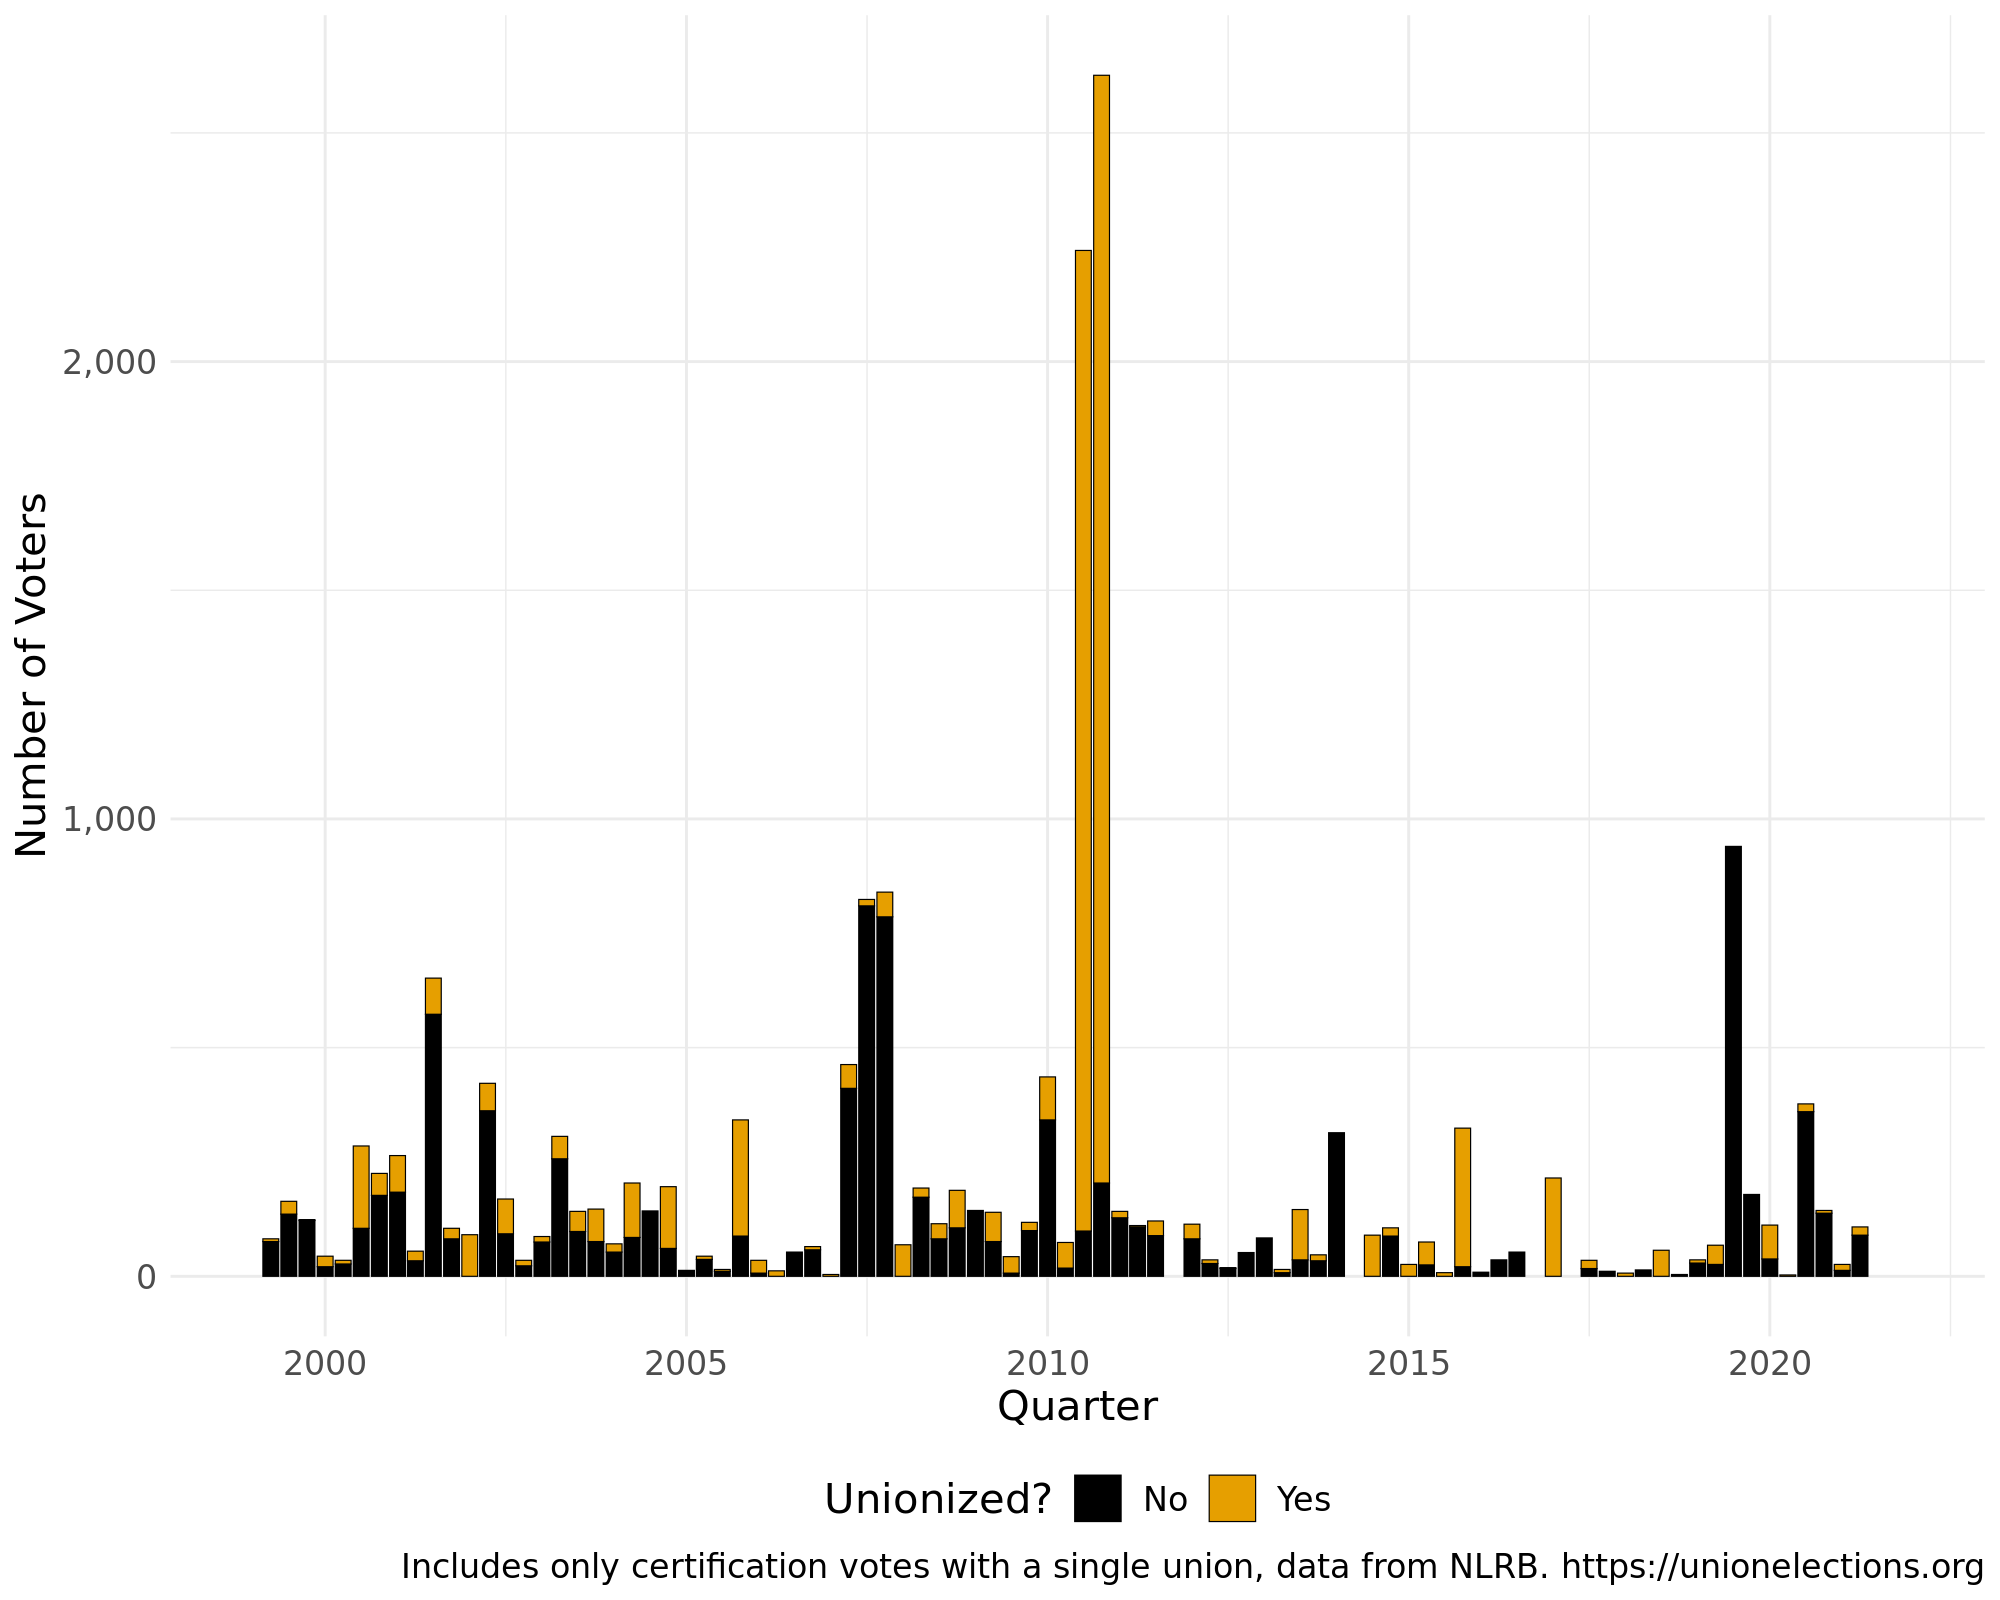 2,000
1,000
0
Number of Voters
2000 2005 2010 2015 2020
Quarter
Unionized? No Yes
Includes only certification votes with a single union, data from NLRB. https://unionelections.org